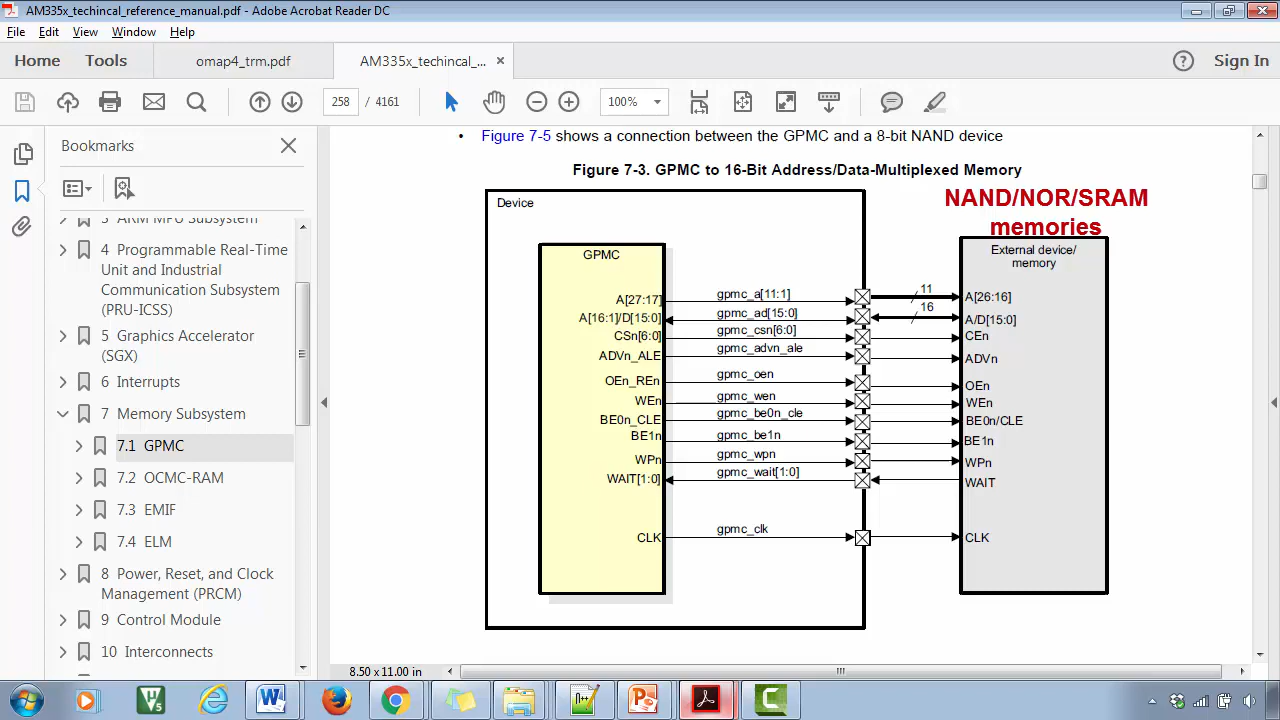 AM335x_techincal_reference_manual.pdf - Adobe Acrobat Reader DC
File Edit View Window Help
Home Tools omap4_trm.pdf AM335x_techincal_... × Sign In
258 / 4161 100%
Bookmarks
3 ARM MPU Subsystem
4 Programmable Real-Time
Unit and Industrial
Communication Subsystem
(PRU-ICSS)
5 Graphics Accelerator
(SGX)
6 Interrupts
7 Memory Subsystem
7.1 GPMC
7.2 OCMC-RAM
7.3 EMIF
7.4 ELM
8 Power, Reset, and Clock
Management (PRCM)
9 Control Module
10 Interconnects
• Figure 7-5 shows a connection between the GPMC and a 8-bit NAND device
Figure 7-3. GPMC to 16-Bit Address/Data-Multiplexed Memory
NAND/NOR/SRAM
memories
Device
GPMC
External device/
memory
A[27:17] gpmc_a[11:1] 11 A[26:16]
A[16:1]/D[15:0] gpmc_ad[15:0] 16 A/D[15:0]
CSn[6:0] gpmc_csn[6:0] CEn
ADVn_ALE gpmc_advn_ale ADVn
OEn_REn gpmc_oen OEn
WEn gpmc_wen WEn
BE0n_CLE gpmc_be0n_cle BE0n/CLE
BE1n gpmc_be1n BE1n
WPn gpmc_wpn WPn
WAIT[1:0] gpmc_wait[1:0] WAIT
CLK gpmc_clk CLK
8.50 x 11.00 in